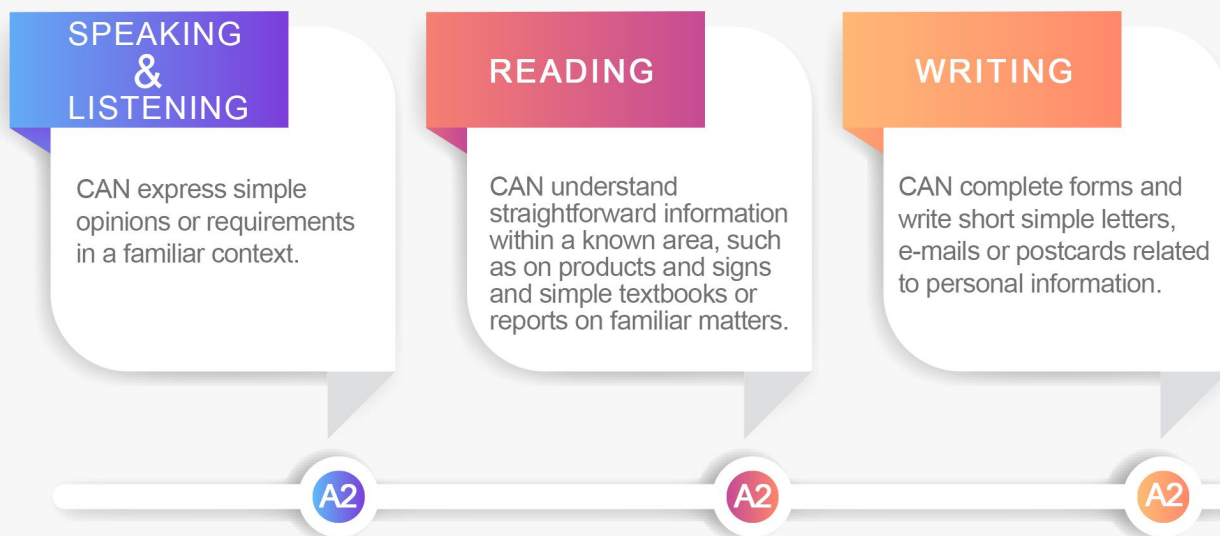 SPEAKING
&
LISTENING
CAN express simple
opinions or requirements
in a familiar context.
A2
READING
CAN understand
straightforward information
within a known area, such
as on products and signs
and simple textbooks or
reports on familiar matters.
A2
WRITING
CAN complete forms and
write short simple letters,
e-mails or postcards related
to personal information.
A2